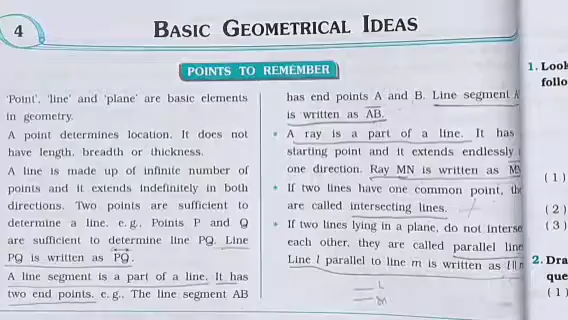 4
BASIC GEOMETRICAL IDEAS
POINTS TO REMEMBER
'Point', 'line' and 'plane' are basic elements
in geometry.
A point determines location. It does not
have length, breadth or thickness.
A line is made up of infinite number of
points and it extends indefinitely in both
directions. Two points are sufficient to
determine a line. e.g., Points P and Q
are sufficient to determine line PQ. Line
PQ is written as PQ.
A line segment is a part of a line. It has
two end points. e.g., The line segment AB
has end points A and B. Line segment A
is written as AB.
• A ray is a part of a line. It has
starting point and it extends endlessly
one direction. Ray MN is written as
• If two lines have one common point,
are called intersecting lines.
• If two lines lying in a plane, do not
each other, they are called parallel
Line l parallel to line m is written as l ||
l
m
1. Look
follo
(1)
(2)
(3)
2. Dra
que
(1)